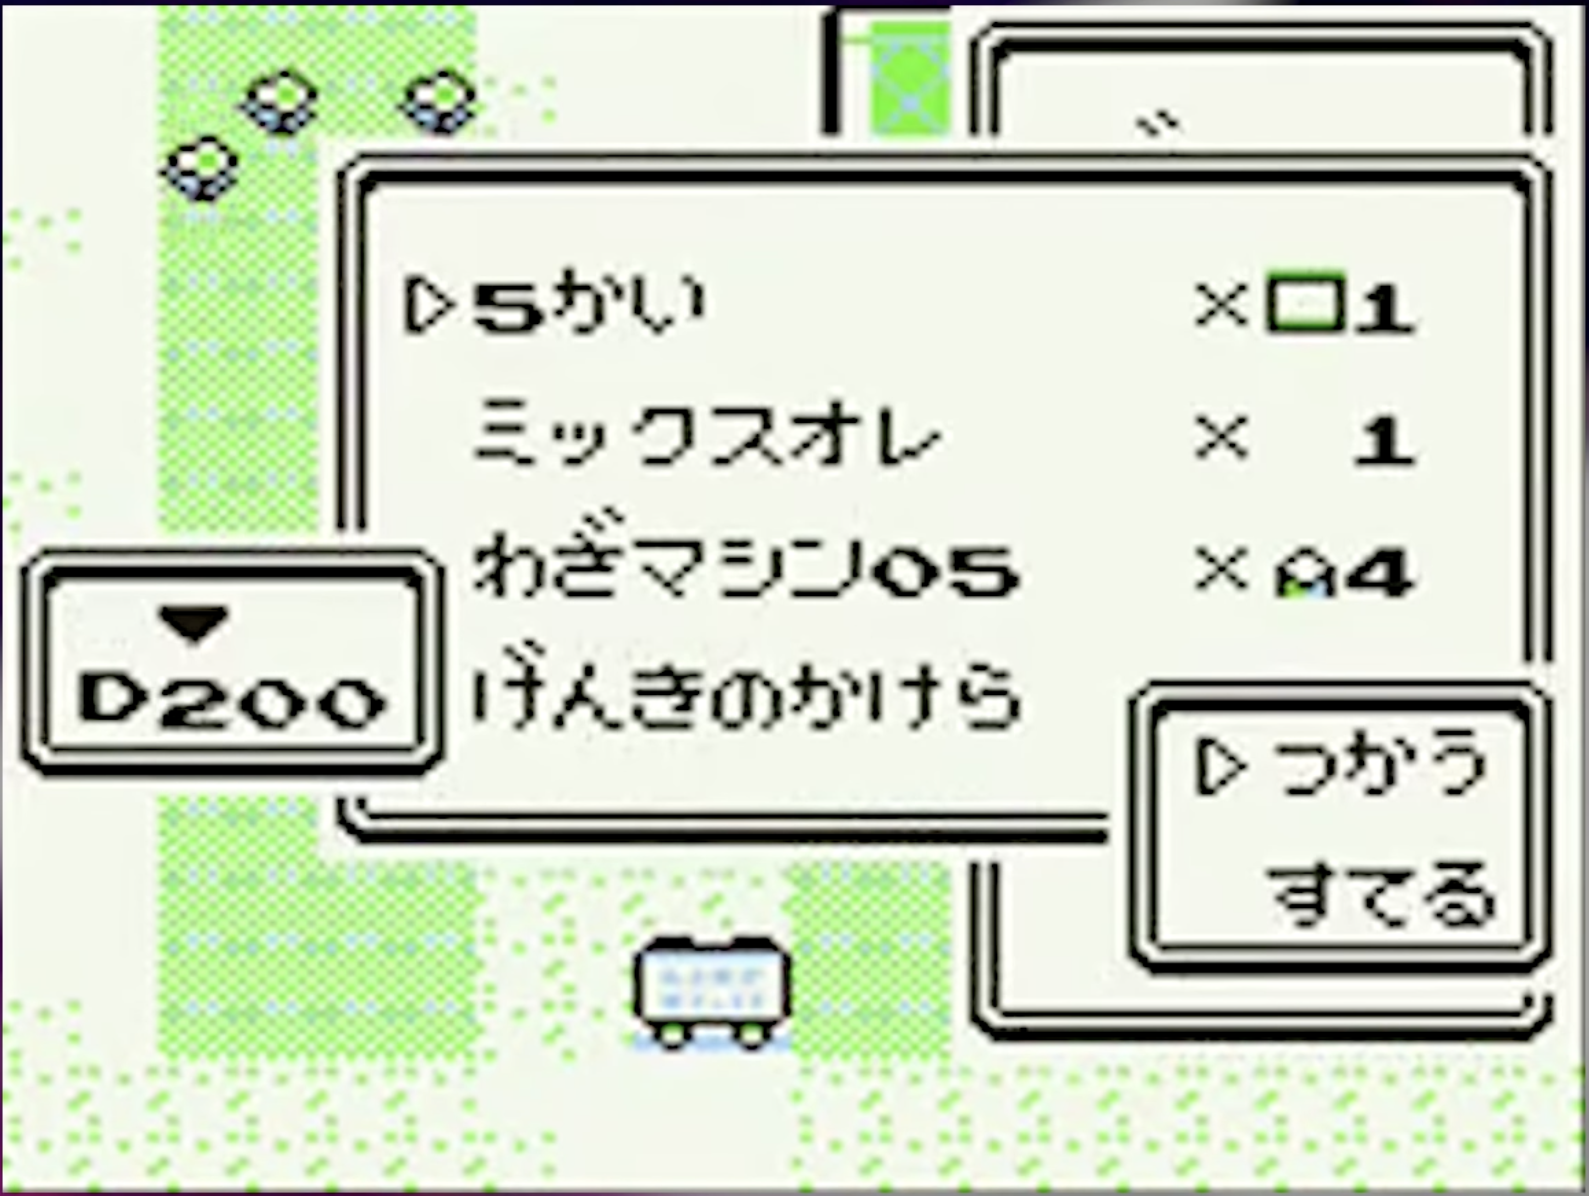 ▷5かい ×1
ミックスオレ × 1
わざマシン05 ×4
げんきのかけら
D200
▷つかう
すてる